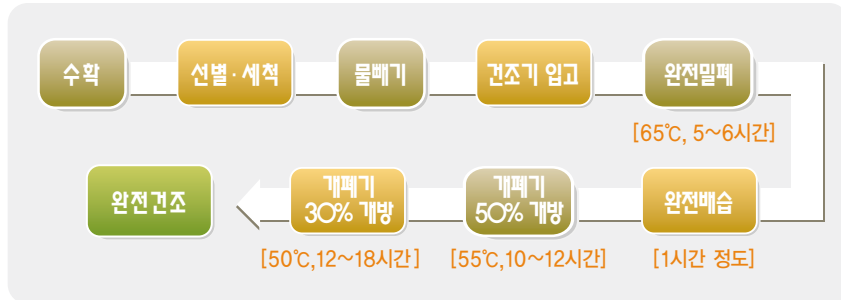 수확
선별·세척
물빼기
건조기 입고
완전밀폐
[65℃, 5~6시간]
완전배습
[1시간 정도]
개폐기
50% 개방
[55℃,10~12시간]
개폐기
30% 개방
[50℃,12~18시간]
완전건조